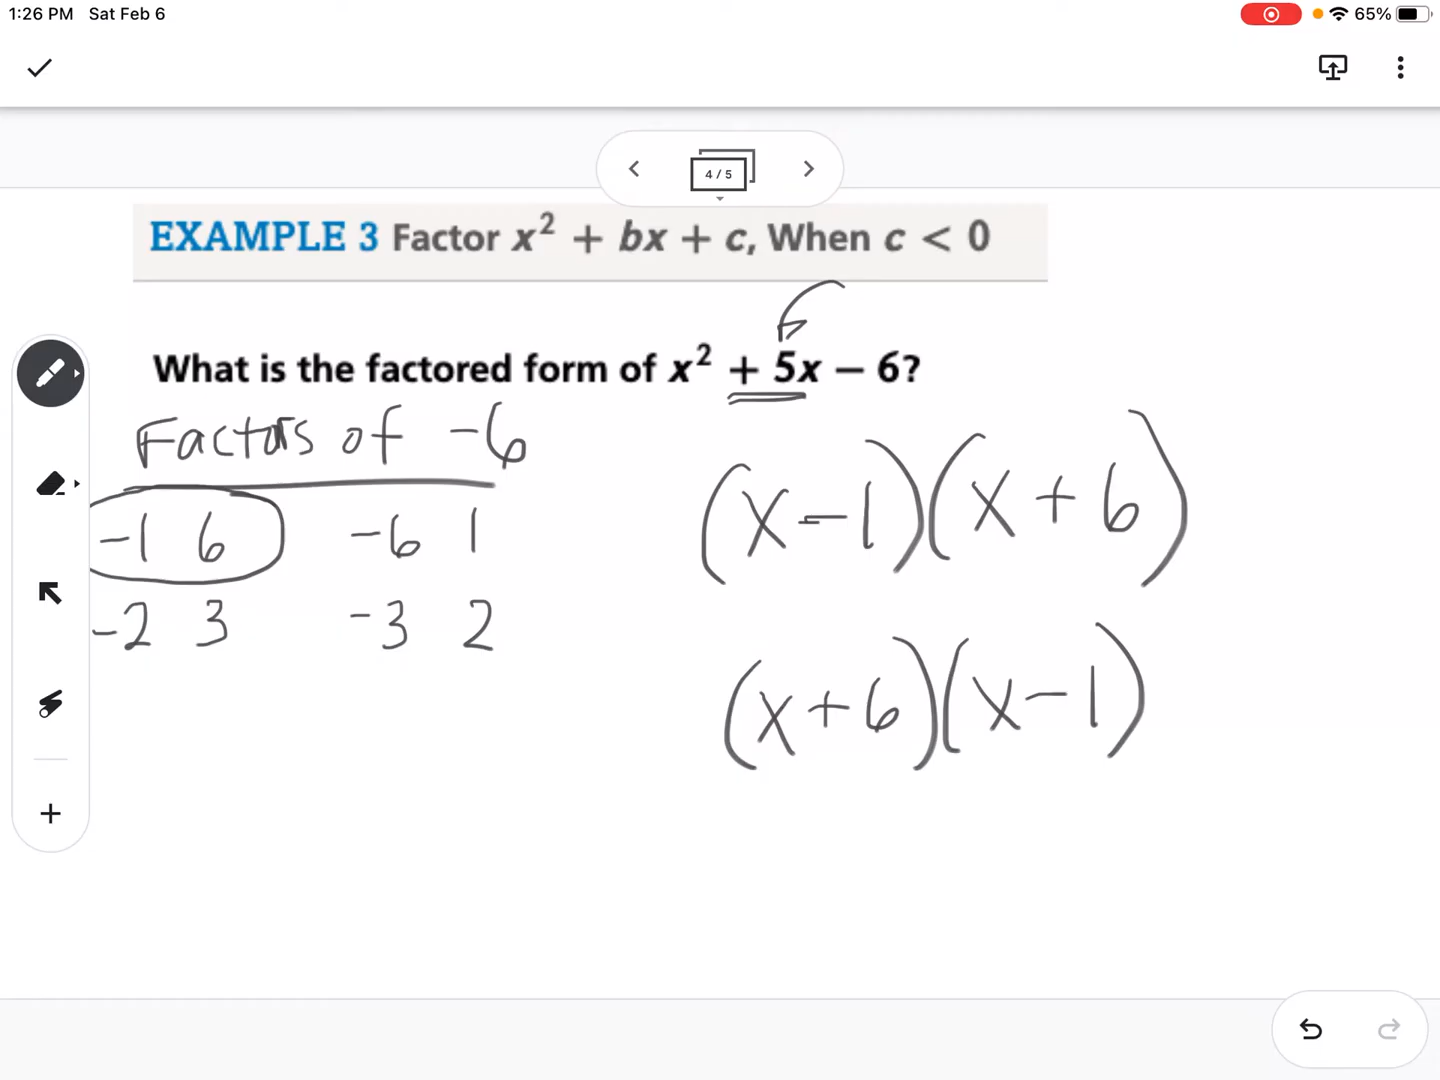 1:26 PM Sat Feb 6 65%
4 / 5
EXAMPLE 3 Factor x² + bx + c, When c < 0
What is the factored form of x² + 5x − 6?
Factors of -6
-1 6 -6 1
-2 3 -3 2
(x-1)(x+6)
(x+6)(x-1)